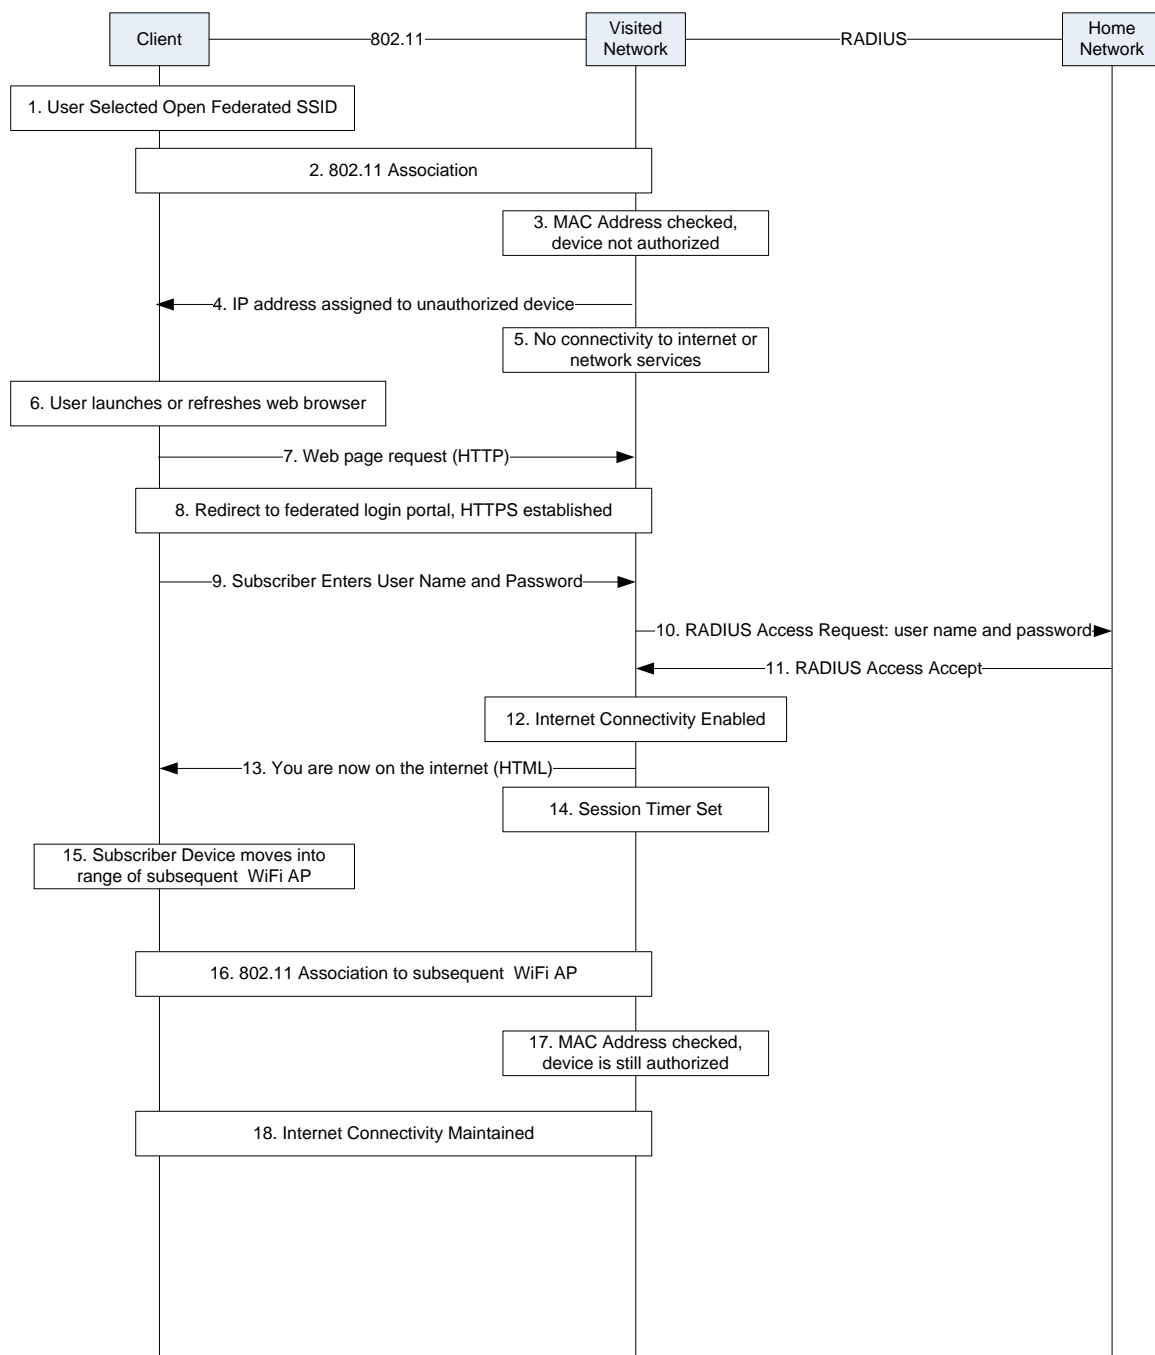 Client
802.11
Visited
Network
RADIUS
Home
Network
1. User Selected Open Federated SSID
2. 802.11 Association
3. MAC Address checked,
device not authorized
4. IP address assigned to unauthorized device
5. No connectivity to internet or
network services
6. User launches or refreshes web browser
7. Web page request (HTTP)
8. Redirect to federated login portal, HTTPS established
9. Subscriber Enters User Name and Password
10. RADIUS Access Request: user name and password
11. RADIUS Access Accept
12. Internet Connectivity Enabled
13. You are now on the internet (HTML)
14. Session Timer Set
15. Subscriber Device moves into
range of subsequent WiFi AP
16. 802.11 Association to subsequent WiFi AP
17. MAC Address checked,
device is still authorized
18. Internet Connectivity Maintained